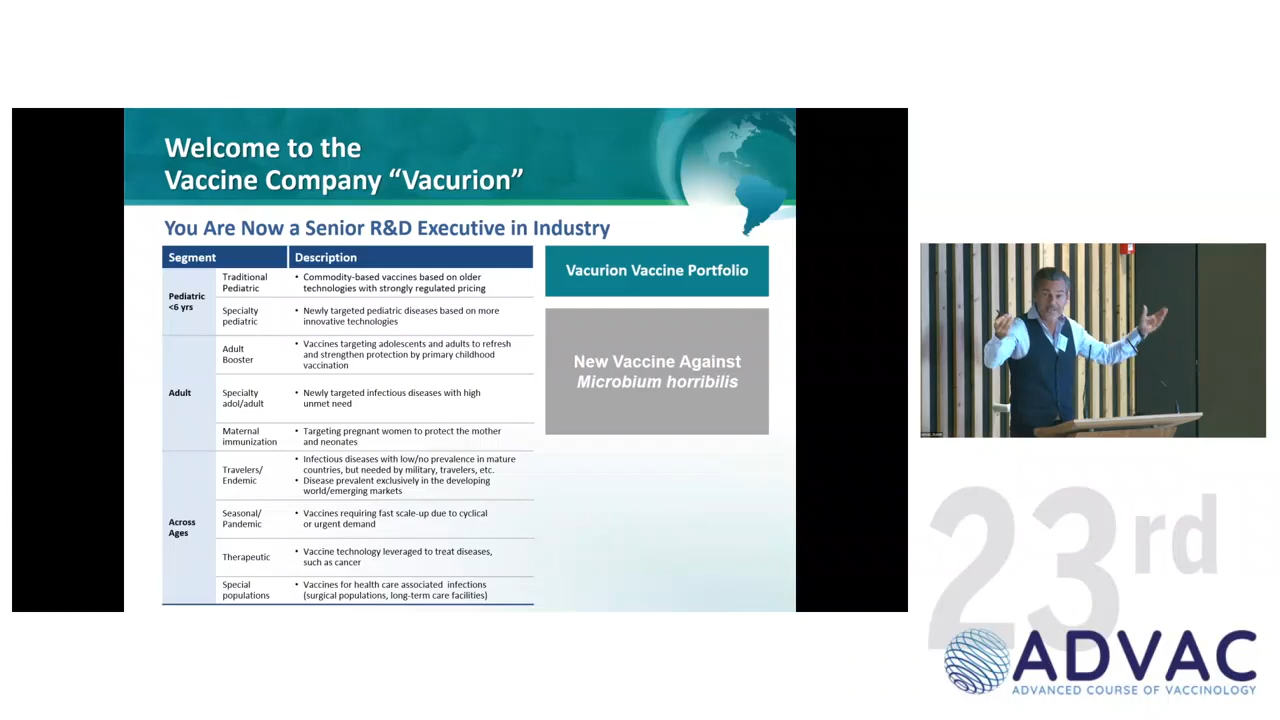 Welcome to the
Vaccine Company “Vacurion”
You Are Now a Senior R&D Executive in Industry
Segment
Description
Pediatric
<6 yrs
Traditional
Pediatric
• Commodity-based vaccines based on older
technologies with strongly regulated pricing
Specialty
pediatric
• Newly targeted pediatric diseases based on more
innovative technologies
Adult
Adult
Booster
• Vaccines targeting adolescents and adults to refresh
and strengthen protection by primary childhood
vaccination
Specialty
adol/adult
• Newly targeted infectious diseases with high
unmet need
Maternal
immunization
• Targeting pregnant women to protect the mother
and neonates
Across
Ages
Travelers/
Endemic
• Infectious diseases with low/no prevalence in mature
countries, but needed by military, travelers, etc.
• Disease prevalent exclusively in the developing
world/emerging markets
Seasonal/
Pandemic
• Vaccines requiring fast scale-up due to cyclical
or urgent demand
Therapeutic
• Vaccine technology leveraged to treat diseases,
such as cancer
Special
populations
• Vaccines for health care associated infections
(surgical populations, long-term care facilities)
Vacurion Vaccine Portfolio
New Vaccine Against
Microbium horribilis
23rd
ADVAC
ADVANCED COURSE OF VACCINOLOGY